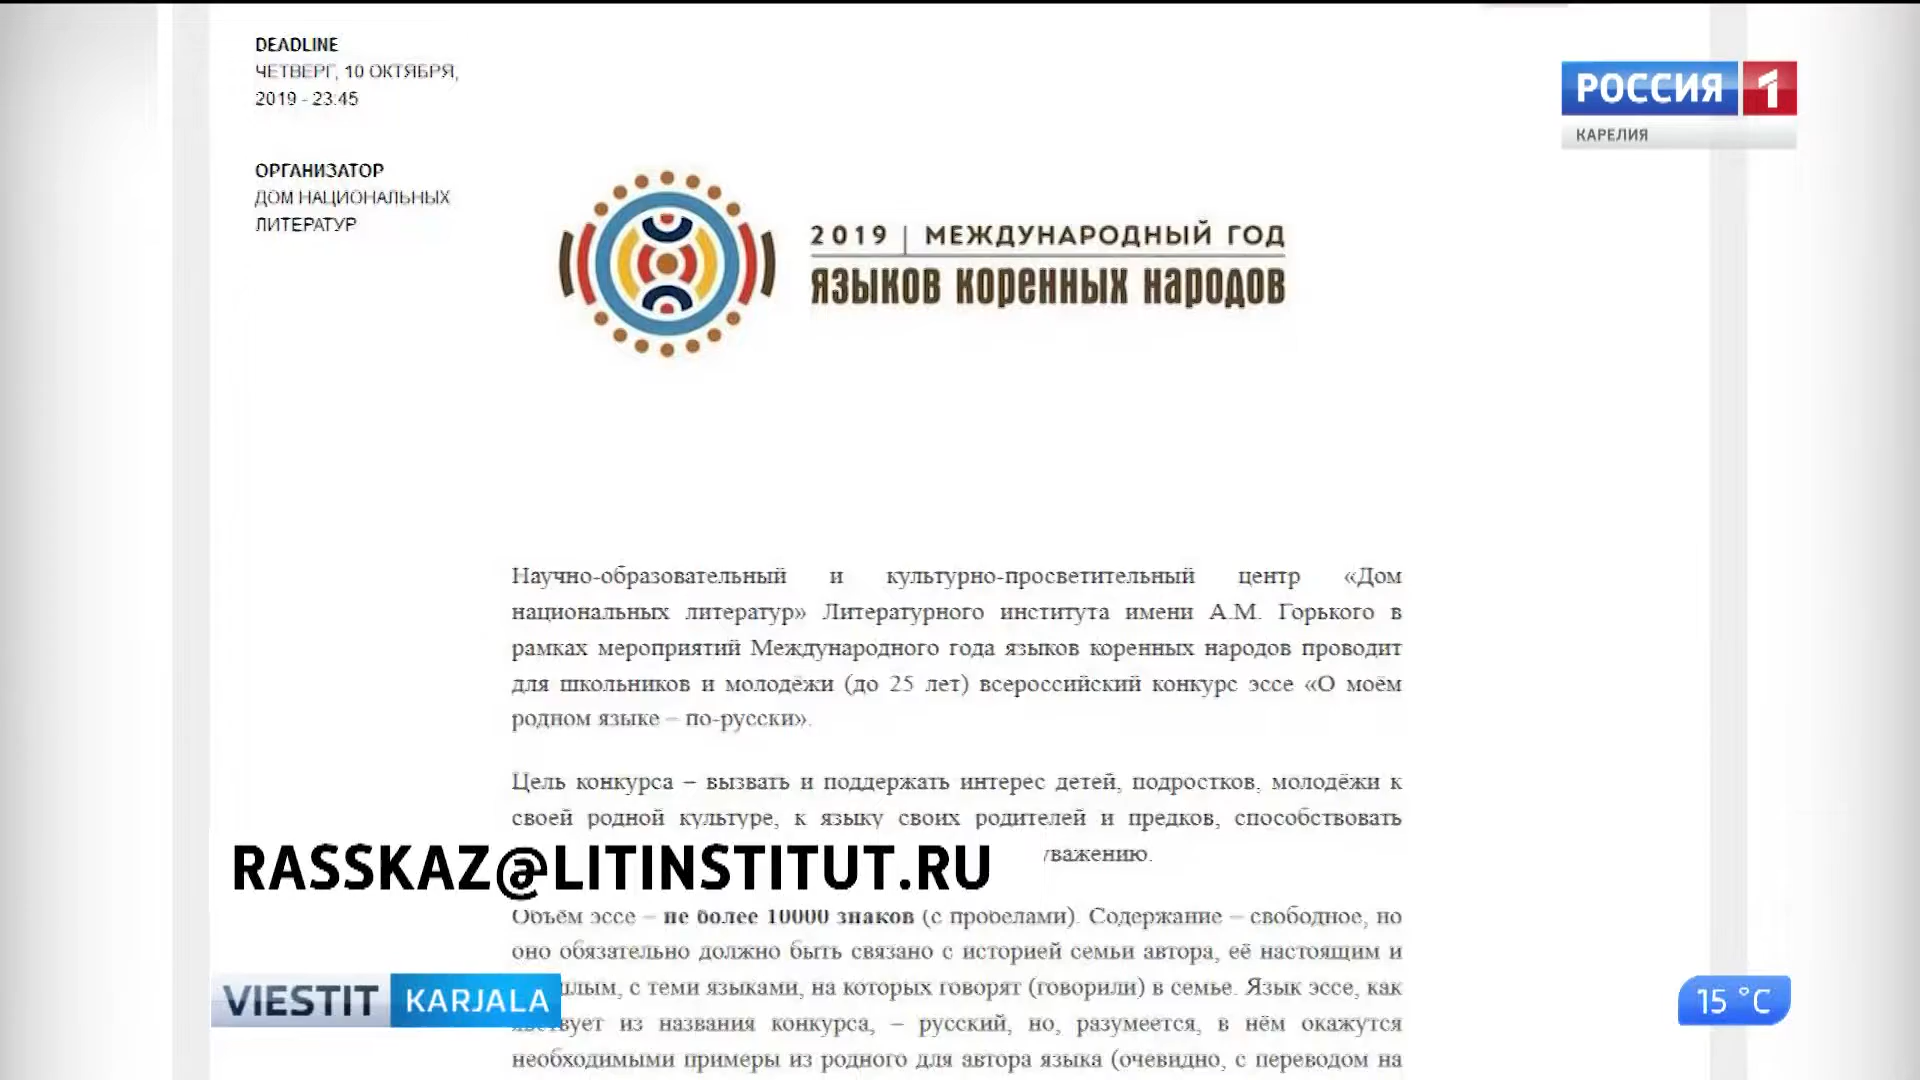 DEADLINE
ЧЕТВЕРГ, 10 ОКТЯБРЯ,
2019 - 23:45
ОРГАНИЗАТОР
ДОМ НАЦИОНАЛЬНЫХ
ЛИТЕРАТУР
РОССИЯ 1
КАРЕЛИЯ
2019 | МЕЖДУНАРОДНЫЙ ГОД
ЯЗЫКОВ КОРЕННЫХ НАРОДОВ
Научно-образовательный и культурно-просветительный центр «Дом
национальных литератур» Литературного института имени А.М. Горького в
рамках мероприятий Международного года языков коренных народов проводит
для школьников и молодёжи (до 25 лет) всероссийский конкурс эссе «О моём
родном языке – по-русски».
Цель конкурса – вызвать и поддержать интерес детей, подростков, молодёжи к
своей родной культуре, к языку своих родителей и предков, способствовать
уважению.
RASSKAZ@LITINSTITUT.RU
Объём эссе – не более 10000 знаков (с пробелами). Содержание – свободное, но
оно обязательно должно быть связано с историей семьи автора, её настоящим и
с теми языками, на которых говорят (говорили) в семье. Язык эссе, как
из названия конкурса, – русский, но, разумеется, в нём окажутся
необходимыми примеры из родного для автора языка (очевидно, с переводом на
VIESTIT KARJALA
15 °C